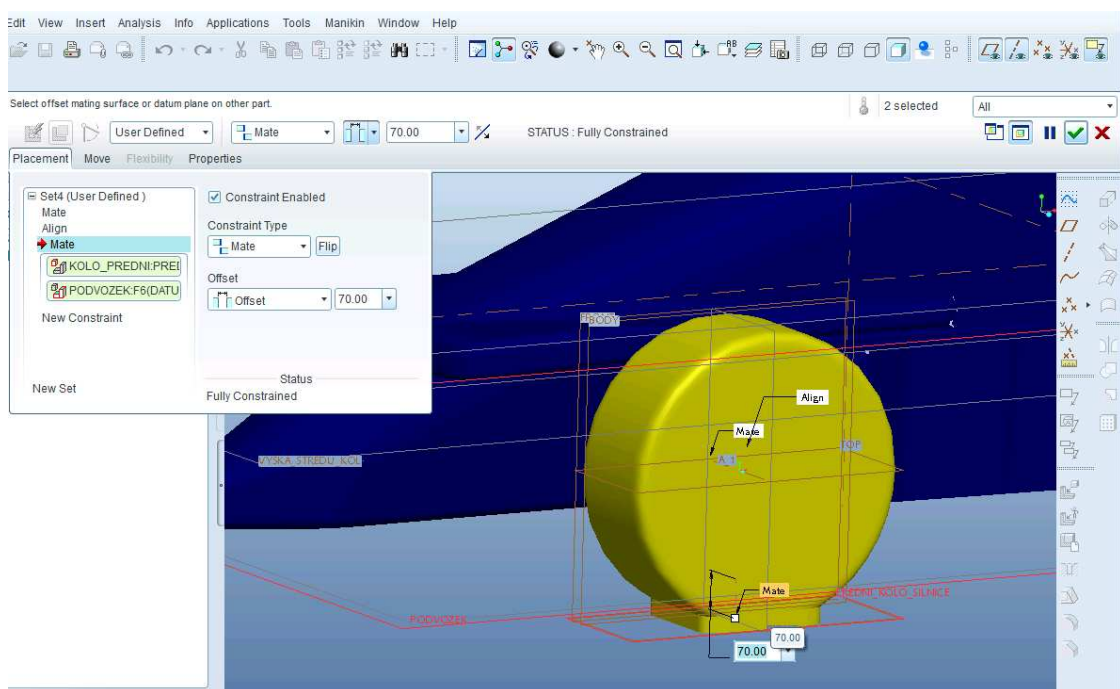 Edit View Insert Analysis Info Applications Tools Manikin Window Help
Select offset mating surface or datum plane on other part.
2 selected
All
User Defined
Mate
70.00
STATUS : Fully Constrained
Placement Move Flexibility Properties
Set4 (User Defined )
Mate
Align
Mate
KOLO_PREDNI:PREI
PODVOZEK:F6(DATU
New Constraint
New Set
Constraint Enabled
Constraint Type
Mate
Flip
Offset
Offset
70.00
Status
Fully Constrained
BODY
Align
Mate
TOP
A_1
VYSKA_STREDU_KOL
Mate
PREDNI_KOLO_SILNICE
PODVOZEK
70.00
70.00